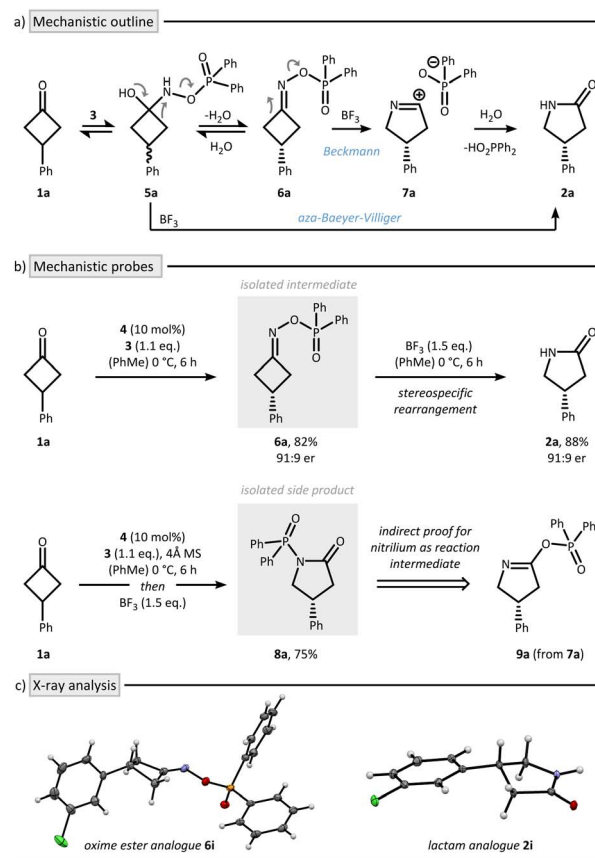 a) Mechanistic outline
O
Ph
1a
3
HO
H
N
O
P
Ph
Ph
O
Ph
5a
-H₂O
H₂O
N
O
P
Ph
Ph
O
Ph
6a
BF₃
Beckmann
N
+
Ph
7a
⊖
O
P
Ph
Ph
O
H₂O
-HO₂PPh₂
HN
O
Ph
2a
BF₃
aza-Baeyer-Villiger
b) Mechanistic probes
O
Ph
1a
4 (10 mol%)
3 (1.1 eq.)
(PhMe) 0 °C, 6 h
isolated intermediate
N
O
P
Ph
Ph
O
Ph
6a, 82%
91:9 er
BF₃ (1.5 eq.)
(PhMe) 0 °C, 6 h
stereospecific
rearrangement
HN
O
Ph
2a, 88%
91:9 er
O
Ph
1a
4 (10 mol%)
3 (1.1 eq.), 4Å MS
(PhMe) 0 °C, 6 h
then
BF₃ (1.5 eq.)
isolated side product
O
Ph
P
Ph
N
O
Ph
8a, 75%
indirect proof for
nitrilium as reaction
intermediate
N
O
P
Ph
Ph
O
Ph
9a (from 7a)
c) X-ray analysis
oxime ester analogue 6i
lactam analogue 2i